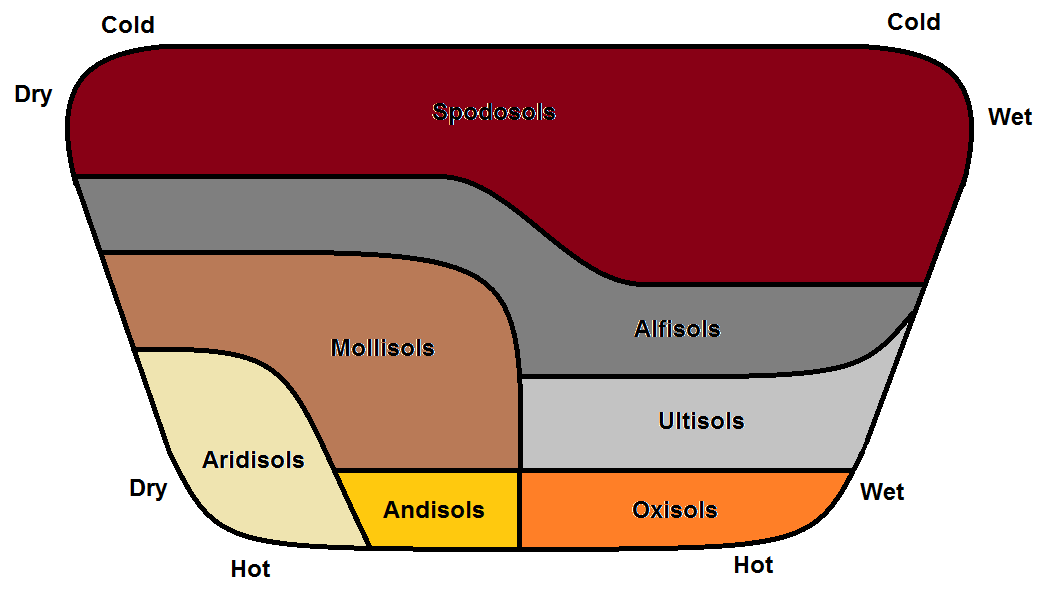 Cold
Cold
Dry
Spodosols
Wet
Alfisols
Mollisols
Ultisols
Aridisols
Dry
Wet
Andisols
Oxisols
Hot
Hot